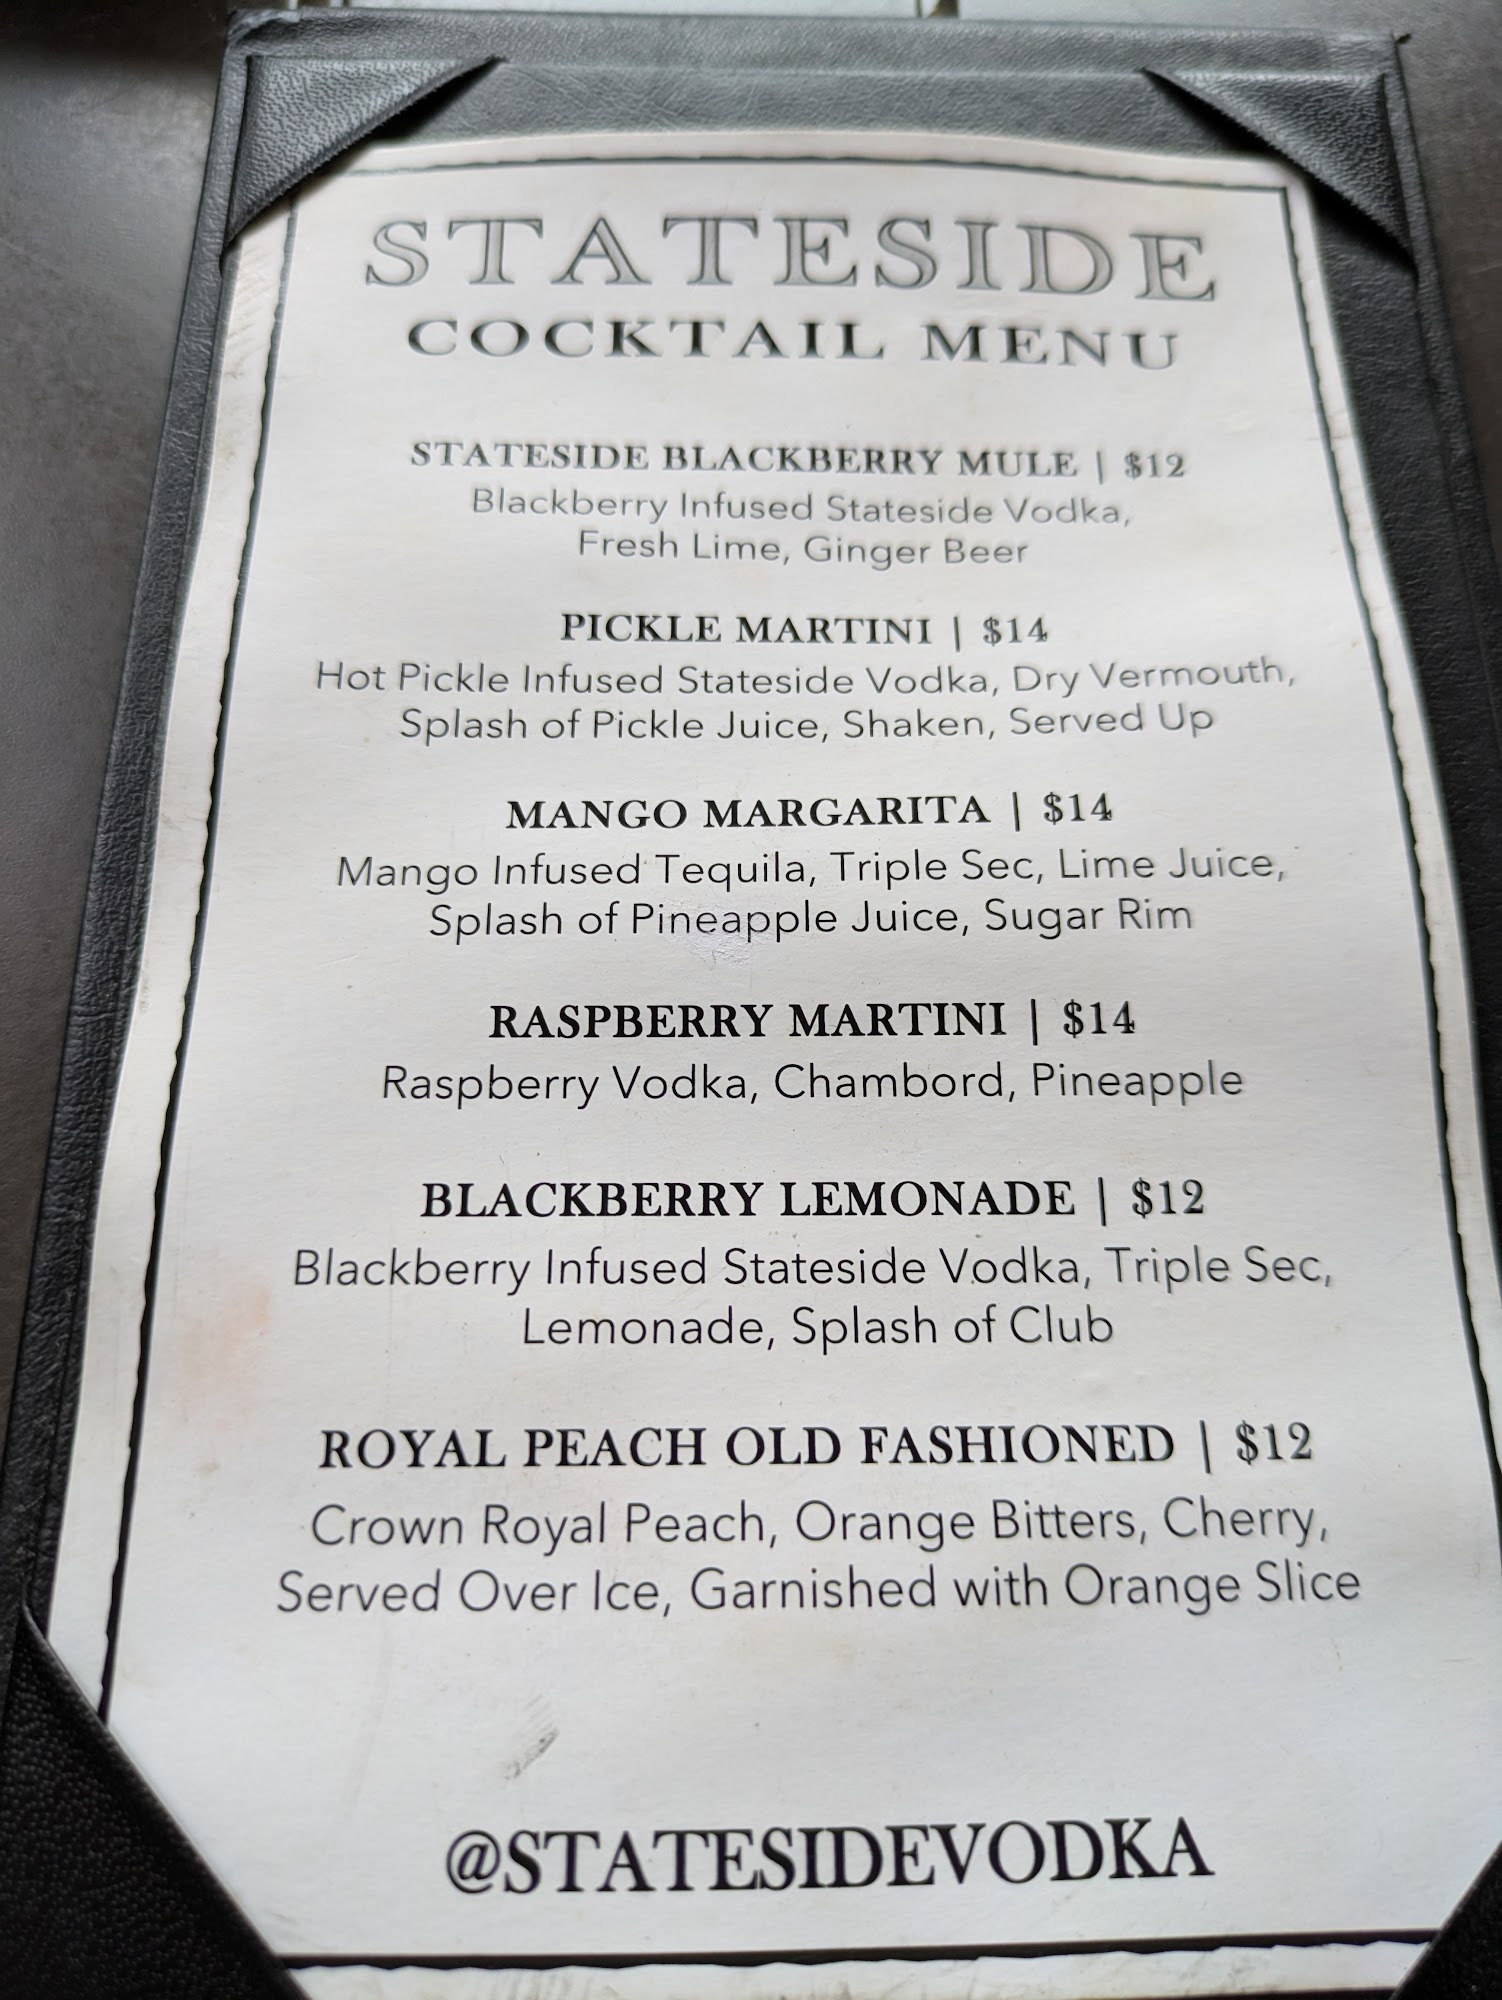 STATESIDE
COCKTAIL MENU
STATESIDE BLACKBERRY MULE | $12
Blackberry Infused Stateside Vodka,
Fresh Lime, Ginger Beer
PICKLE MARTINI | $14
Hot Pickle Infused Stateside Vodka, Dry Vermouth,
Splash of Pickle Juice, Shaken, Served Up
MANGO MARGARITA | $14
Mango Infused Tequila, Triple Sec, Lime Juice,
Splash of Pineapple Juice, Sugar Rim
RASPBERRY MARTINI | $14
Raspberry Vodka, Chambord, Pineapple
BLACKBERRY LEMONADE | $12
Blackberry Infused Stateside Vodka, Triple Sec,
Lemonade, Splash of Club
ROYAL PEACH OLD FASHIONED | $12
Crown Royal Peach, Orange Bitters, Cherry,
Served Over Ice, Garnished with Orange Slice
@STATESIDEVODKA